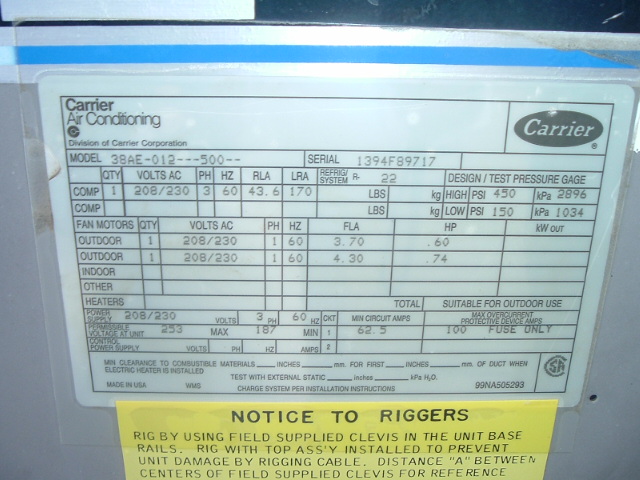 Carrier
Air Conditioning
Division of Carrier Corporation
Carrier ®
MODEL 38AE-012---500-- SERIAL 1394F89717
QTY VOLTS AC PH HZ RLA LRA REFRIG/SYSTEM R- 22 DESIGN / TEST PRESSURE GAGE
COMP 1 208/230 3 60 43.6 170 LBS kg HIGH PSI 450 kPa 2896
COMP LBS kg LOW PSI 150 kPa 1034
FAN MOTORS QTY VOLTS AC PH HZ FLA HP kW OUT
OUTDOOR 1 208/230 1 60 3.70 .60
OUTDOOR 1 208/230 1 60 4.30 .74
INDOOR
OTHER
HEATERS TOTAL SUITABLE FOR OUTDOOR USE
POWER SUPPLY 208/230 VOLTS 3 PH 60 HZ CKT MIN CIRCUIT AMPS MAX OVERCURRENT PROTECTIVE DEVICE AMPS
PERMISSIBLE VOLTAGE AT UNIT 253 MAX 187 MIN 1 62.5 100 FUSE ONLY
CONTROL POWER SUPPLY VOLTS PH HZ AMPS 2
MIN CLEARANCE TO COMBUSTIBLE MATERIALS INCHES mm. FOR FIRST INCHES mm. OF DUCT WHEN
ELECTRIC HEATER IS INSTALLED
TEST WITH EXTERNAL STATIC inches kPa H2O.
MADE IN USA WMG CHARGE SYSTEM PER INSTALLATION INSTRUCTIONS 99NA505293
NOTICE TO RIGGERS
RIG BY USING FIELD SUPPLIED CLEVIS IN THE UNIT BASE
RAILS. RIG WITH TOP ASS'Y INSTALLED TO PREVENT
UNIT DAMAGE BY RIGGING CABLE. DISTANCE "A" BETWEEN
CENTERS OF FIELD SUPPLIED CLEVIS FOR REFERENCE